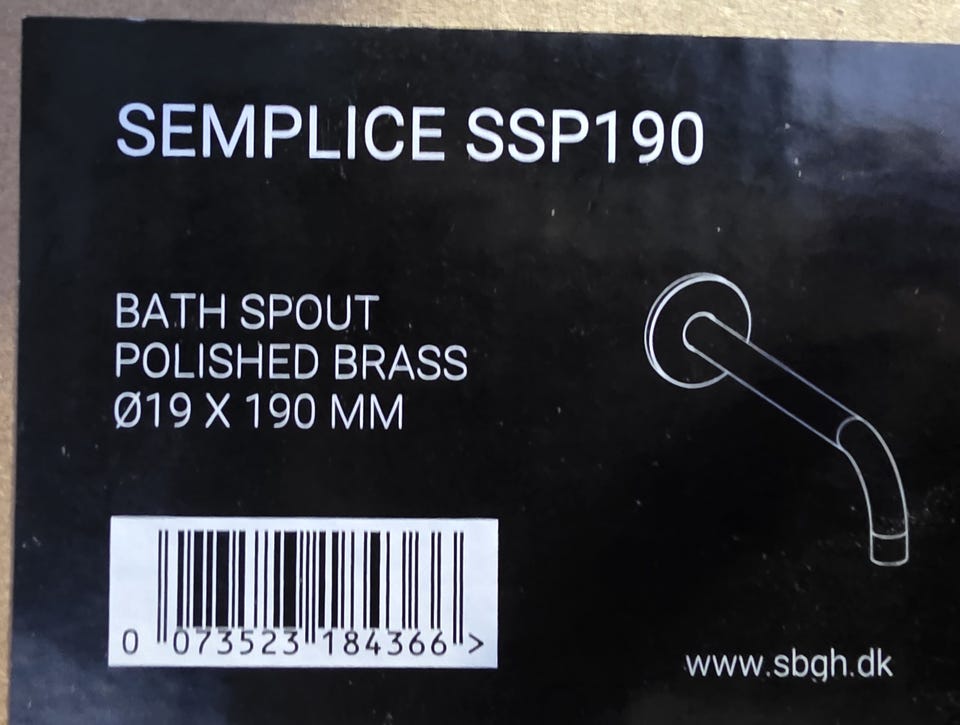 SEMPLICE SSP190
BATH SPOUT
POLISHED BRASS
Ø19 X 190 MM
0 073523 184366 >
www.sbgh.dk